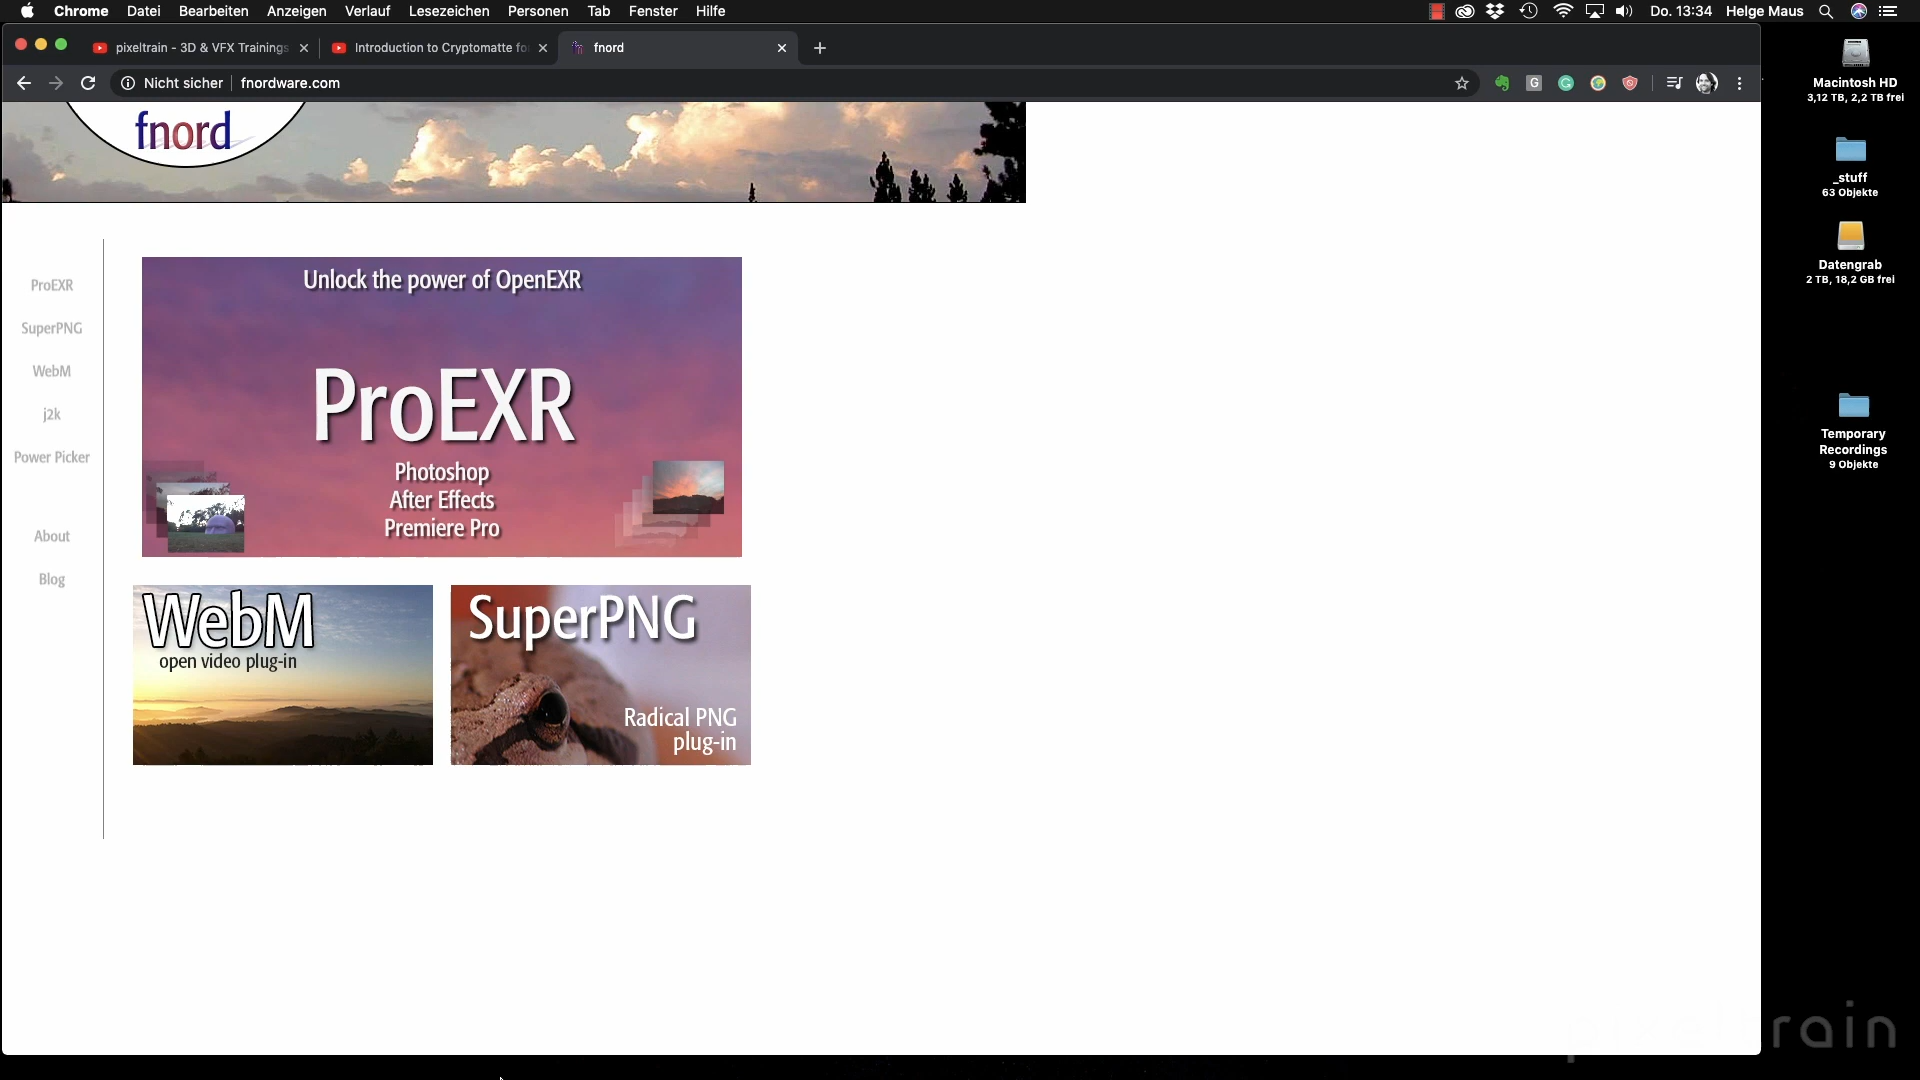 Chrome Datei Bearbeiten Anzeigen Verlauf Lesezeichen Personen Tab Fenster Hilfe Do. 13:34 Helge Maus
pixeltrain - 3D & VFX Trainings
Introduction to Cryptomatte fo
fnord
Nicht sicher fnordware.com
G
fnord
Macintosh HD
3,12 TB, 2,2 TB frei
_stuff
63 Objekte
Datengrab
2 TB, 18,2 GB frei
Temporary
Recordings
9 Objekte
ProEXR
SuperPNG
WebM
j2k
Power Picker
About
Blog
Unlock the power of OpenEXR
ProEXR
Photoshop
After Effects
Premiere Pro
WebM
open video plug-in
SuperPNG
Radical PNG
plug-in
pixeltrain